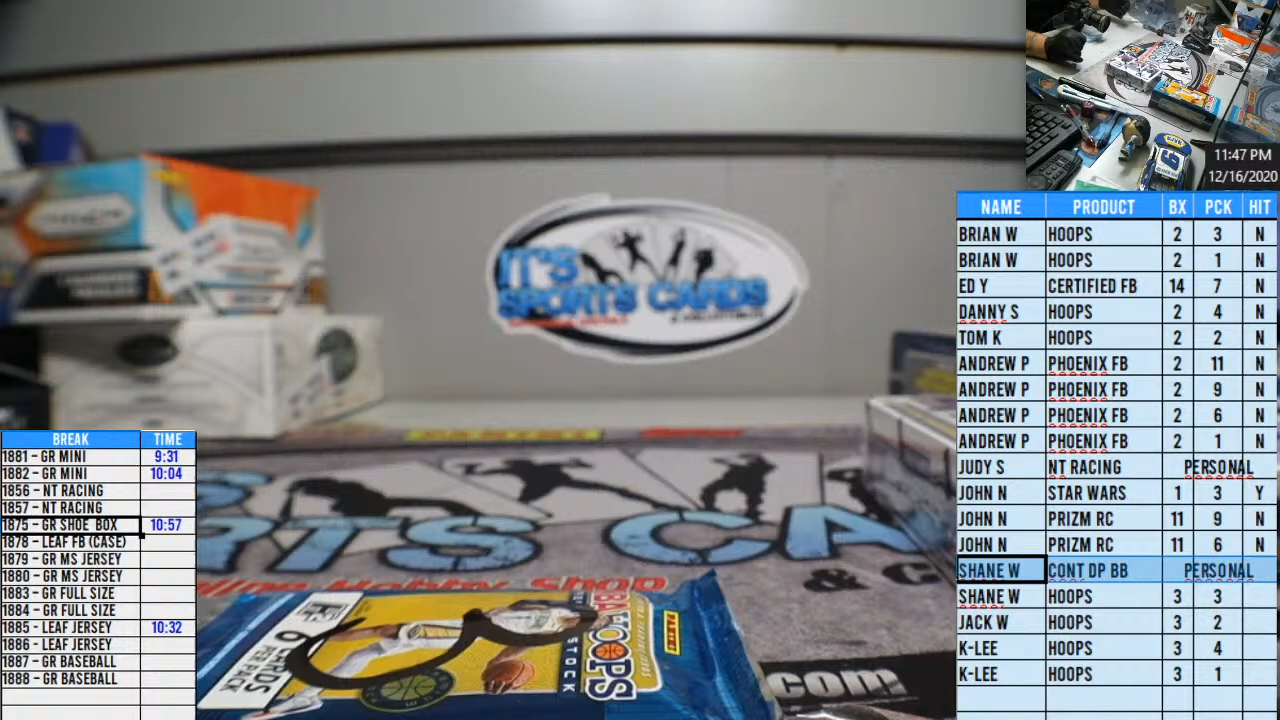 11:47 PM
12/16/2020
NAME PRODUCT BX PCK HIT
BRIAN W HOOPS 2 3 N
BRIAN W HOOPS 2 1 N
ED Y CERTIFIED FB 14 7 N
DANNY S HOOPS 2 4 N
TOM K HOOPS 2 2 N
ANDREW P PHOENIX FB 2 11 N
ANDREW P PHOENIX FB 2 9 N
ANDREW P PHOENIX FB 2 6 N
ANDREW P PHOENIX FB 2 1 N
JUDY S NT RACING PERSONAL
JOHN N STAR WARS 1 3 Y
JOHN N PRIZM RC 11 9 N
JOHN N PRIZM RC 11 6 N
SHANE W CONT DP BB PERSONAL
SHANE W HOOPS 3 3
JACK W HOOPS 3 2
K-LEE HOOPS 3 4
K-LEE HOOPS 3 1
BREAK TIME
1881 - GR MINI 9:31
1882 - GR MINI 10:04
1856 - NT RACING
1857 - NT RACING
1875 - GR SHOE BOX 10:57
1878 - LEAF FB (CASE)
1879 - GR MS JERSEY
1880 - GR MS JERSEY
1883 - GR FULL SIZE
1884 - GR FULL SIZE
1885 - LEAF JERSEY 10:32
1886 - LEAF JERSEY
1887 - GR BASEBALL
1888 - GR BASEBALL
IT'S
SPORTS CARDS
RTS CA
& C
Hobby Shop
.com
NBA HOOPS
STOCK
PANINI
6 CARDS
PER PACK